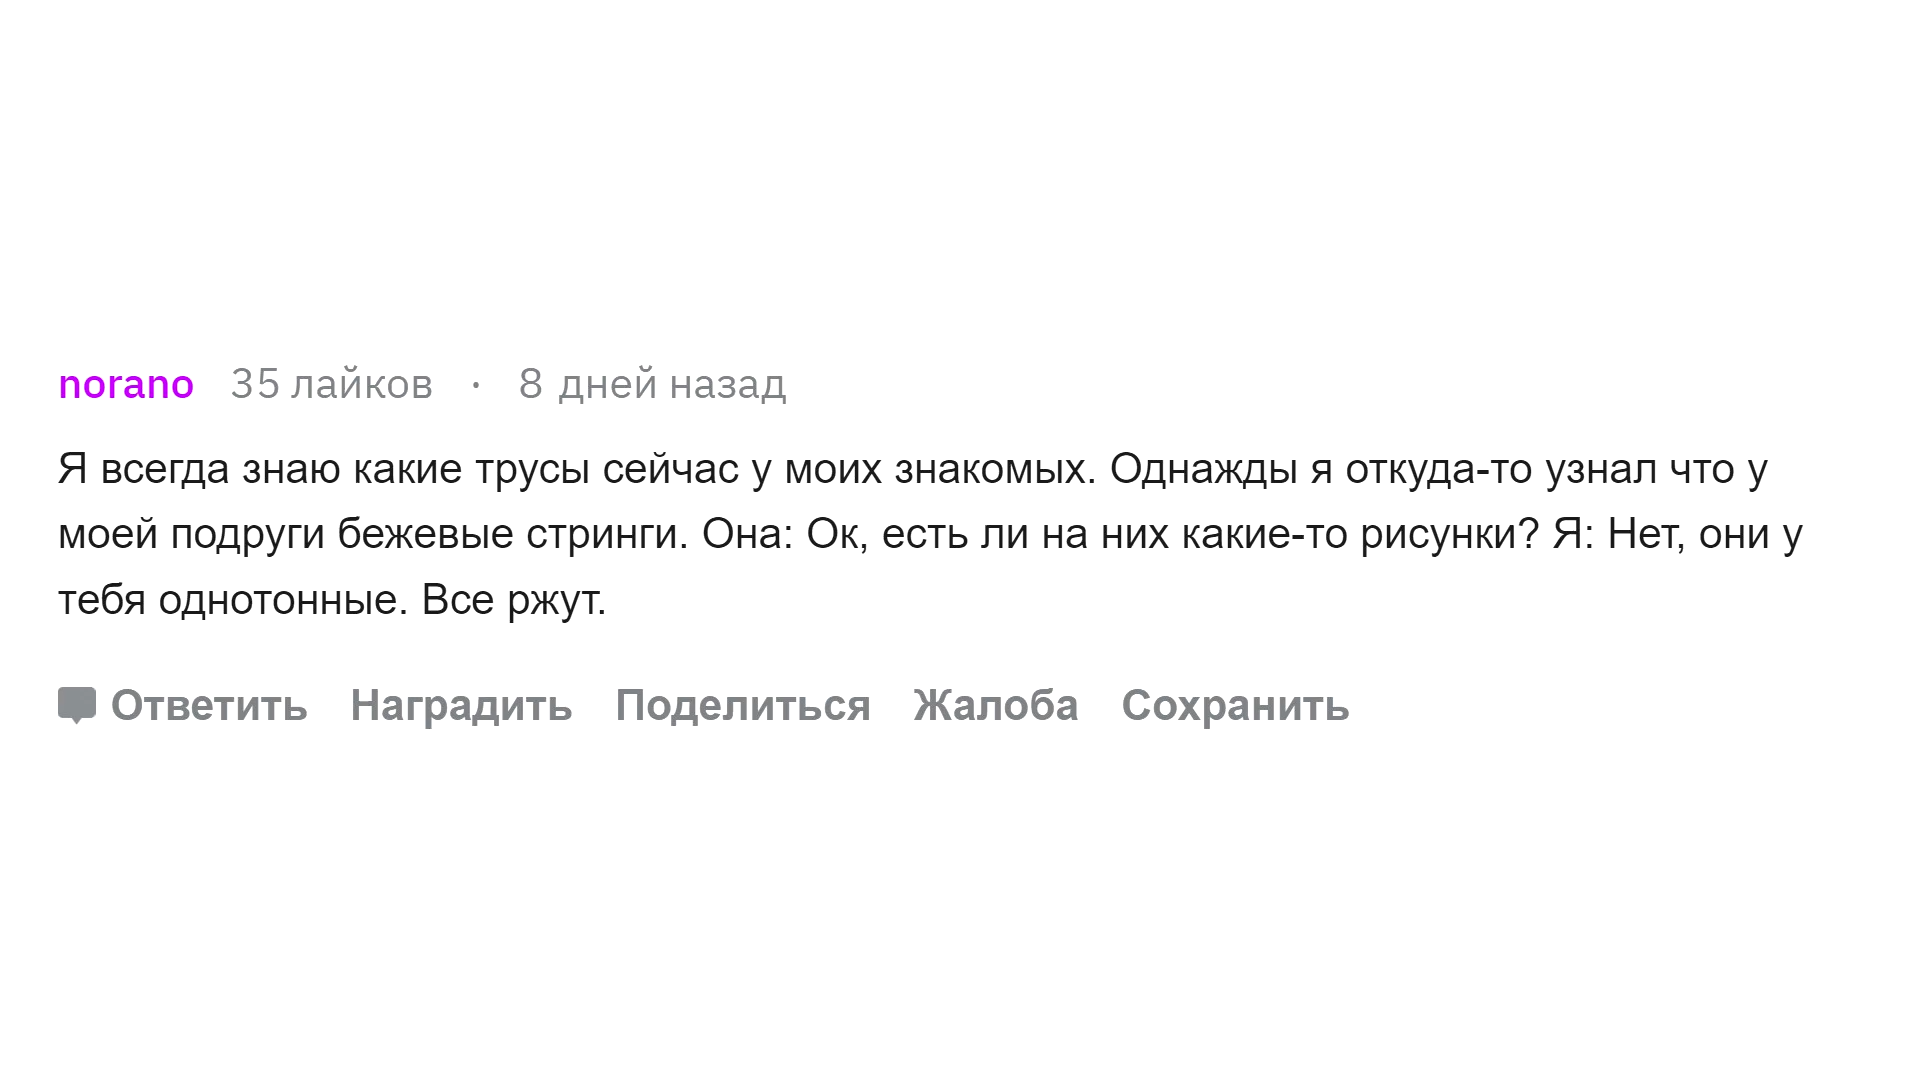 norano 35 лайков · 8 дней назад
Я всегда знаю какие трусы сейчас у моих знакомых. Однажды я откуда-то узнал что у
моей подруги бежевые стринги. Она: Ок, есть ли на них какие-то рисунки? Я: Нет, они у
тебя однотонные. Все ржут.
Ответить Наградить Поделиться Жалоба Сохранить